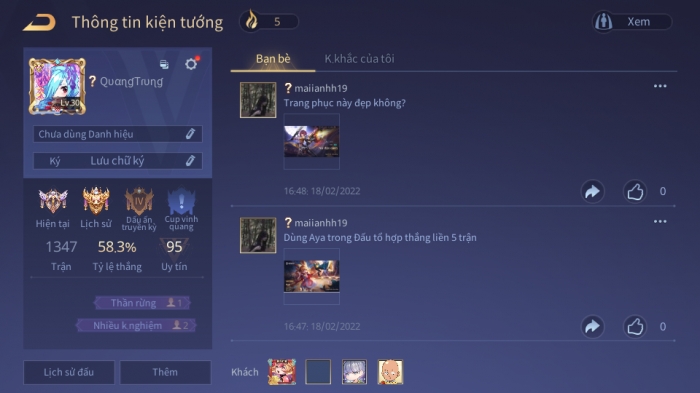 Thông tin kiện tướng
5
Xem
? QυαɳgTɾυɳg
Lv.30
Chưa dùng Danh hiệu
Ký Lưu chữ ký
Hiện tại
Lịch sử
Dấu ấn truyền kỳ
Cup vinh quang
1347
58.3%
95
Trận
Tỷ lệ thắng
Uy tín
Thần rừng 1
Nhiều k.nghiệm 2
Lịch sử đấu
Thêm
Bạn bè
K.khắc của tôi
? maiianhh19
Trang phục này đẹp không?
16:48 18/02/2022
0
? maiianhh19
Dùng Aya trong Đấu tổ hợp thắng liền 5 trận
16:47 18/02/2022
0
Khách